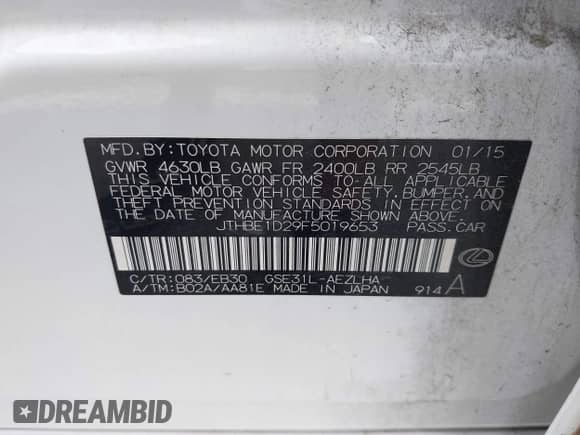 MFD.BY:TOYOTA MOTOR CORPORATION 01/15
GVWR 4630LB GAWR FR 2400LB RR 2545LB
THIS VEHICLE CONFORMS TO ALL APPLICABLE
FEDERAL MOTOR VEHICLE SAFETY, BUMPER, AND
THEFT PREVENTION STANDARDS IN EFFECT ON
THE DATE OF MANUFACTURE SHOWN ABOVE.
JTHBE1D29F5019653 PASS.CAR
C/TR:083/EB30 GSE31L-AEZLHA
A/TM:B02A/AA81E MADE IN JAPAN 914 A
DREAMBID